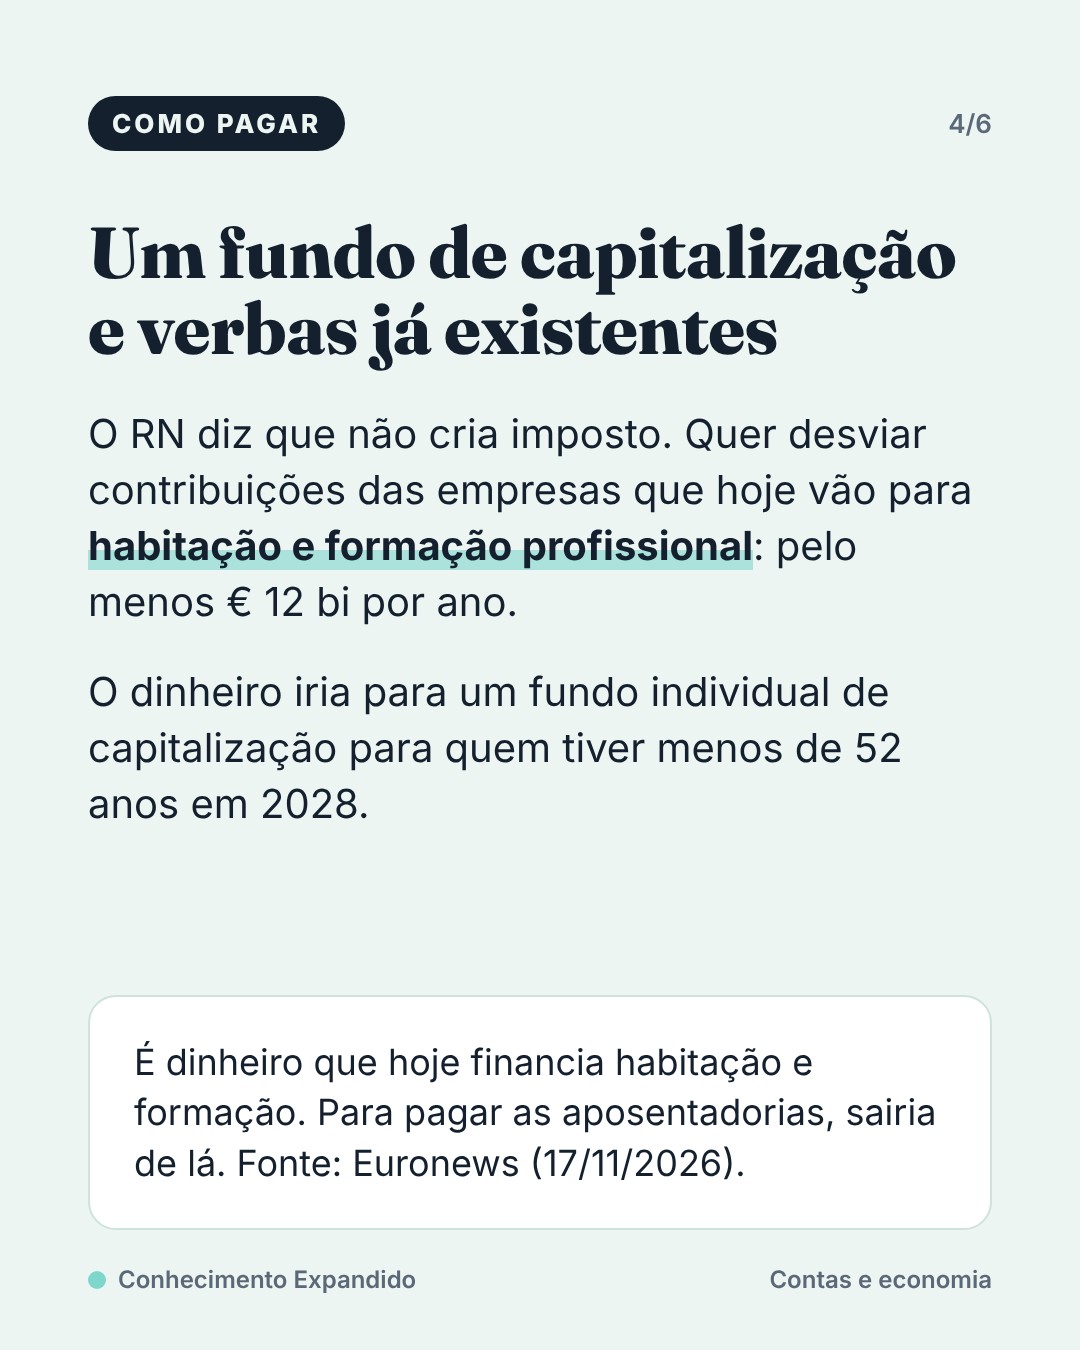 COMO PAGAR
4/6
Um fundo de capitalização
e verbas já existentes
O RN diz que não cria imposto. Quer desviar
contribuições das empresas que hoje vão para
habitação e formação profissional: pelo
menos € 12 bi por ano.
O dinheiro iria para um fundo individual de
capitalização para quem tiver menos de 52
anos em 2028.
É dinheiro que hoje financia habitação e
formação. Para pagar as aposentadorias, sairia
de lá. Fonte: Euronews (17/11/2026).
Conhecimento Expandido
Contas e economia